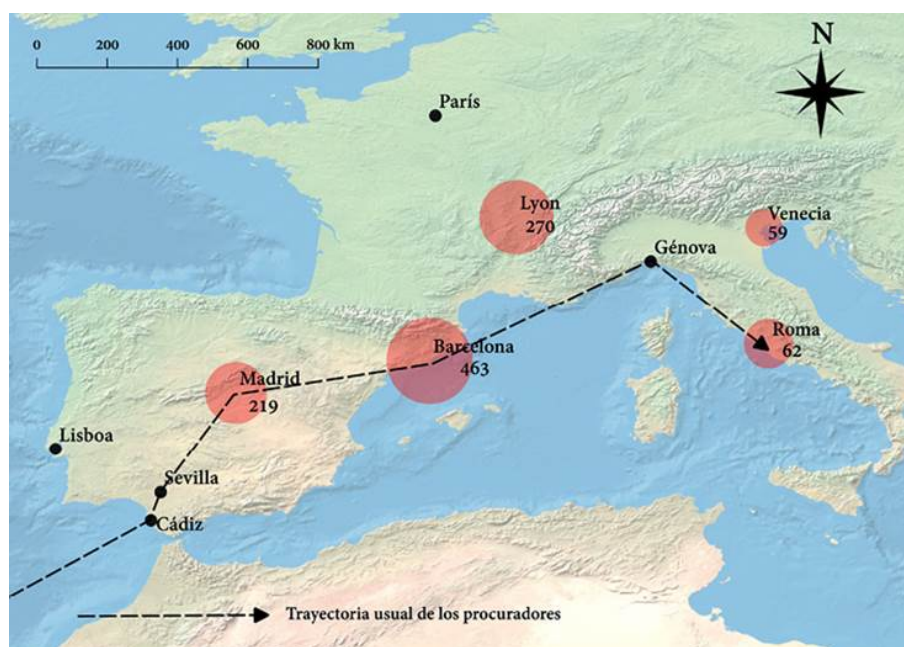 0 200 400 600 800 km
N
París
Lyon
270
Venecia
59
Génova
Roma
62
Barcelona
463
Madrid
219
Lisboa
Sevilla
Cádiz
Trayectoria usual de los procuradores